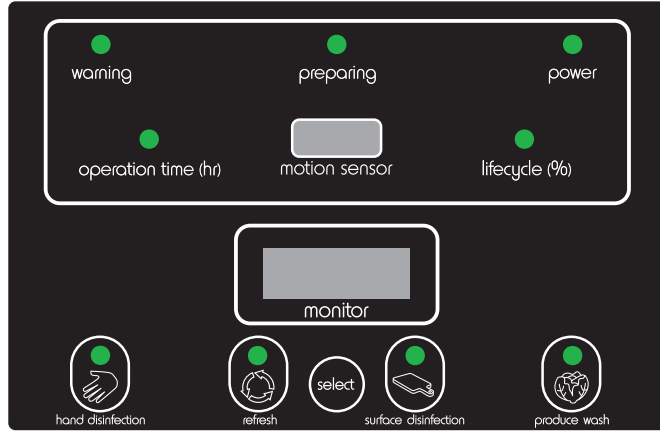 warning
preparing
power
operation time (hr)
motion sensor
lifecycle (%)
monitor
select
hand disinfection
refresh
surface disinfection
produce wash